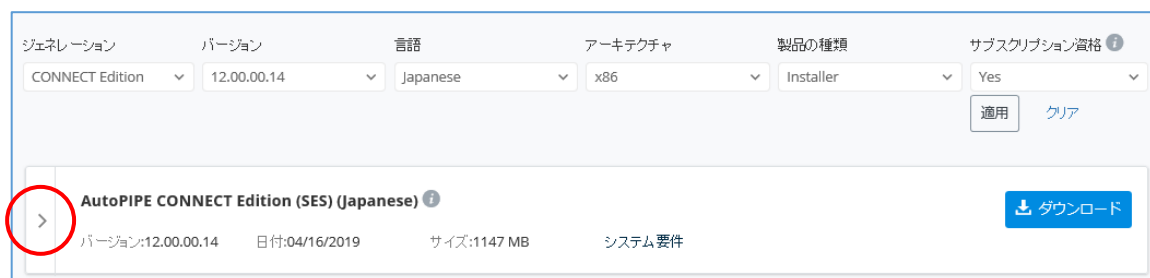 ジェネレーション バージョン 言語 アーキテクチャ 製品の種類 サブスクリプション資格
CONNECT Edition 12.00.00.14 Japanese x86 Installer Yes
適用 クリア
AutoPIPE CONNECT Edition (SES) (Japanese)
ダウンロード
バージョン:12.00.00.14 日付:04/16/2019 サイズ:1147 MB システム要件